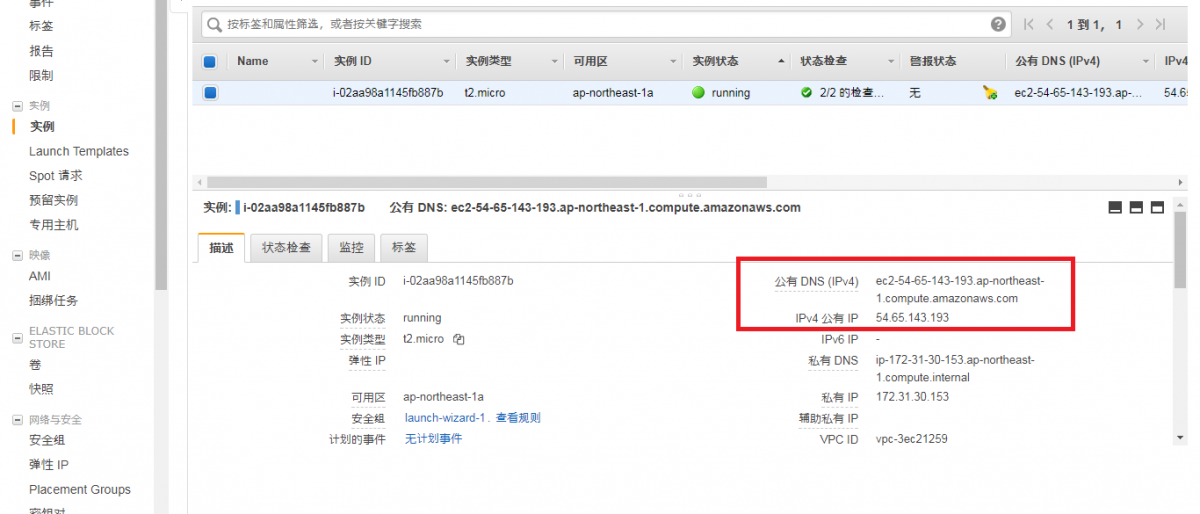 事件
标签
报告
限制
实例
实例
Launch Templates
Spot 请求
预留实例
专用主机
映像
AMI
捆绑任务
ELASTIC BLOCK
STORE
卷
快照
网络与安全
安全组
弹性 IP
Placement Groups
密钥对
按标签和属性筛选，或者按关键字搜索
1 到 1， 1
Name 实例 ID 实例类型 可用区 实例状态 状态检查 警报状态 公有 DNS (IPv4) IPv4
i-02aa98a1145fb887b t2.micro ap-northeast-1a running 2/2 的检查... 无 ec2-54-65-143-193.ap-... 54.65
实例: i-02aa98a1145fb887b 公有 DNS: ec2-54-65-143-193.ap-northeast-1.compute.amazonaws.com
描述 状态检查 监控 标签
实例 ID i-02aa98a1145fb887b
实例状态 running
实例类型 t2.micro
弹性 IP
可用区 ap-northeast-1a
安全组 launch-wizard-1. 查看规则
计划的事件 无计划事件
公有 DNS (IPv4) ec2-54-65-143-193.ap-northeast-
1.compute.amazonaws.com
IPv4 公有 IP 54.65.143.193
IPv6 IP -
私有 DNS ip-172-31-30-153.ap-northeast-
1.compute.internal
私有 IP 172.31.30.153
辅助私有 IP
VPC ID vpc-3ec21259